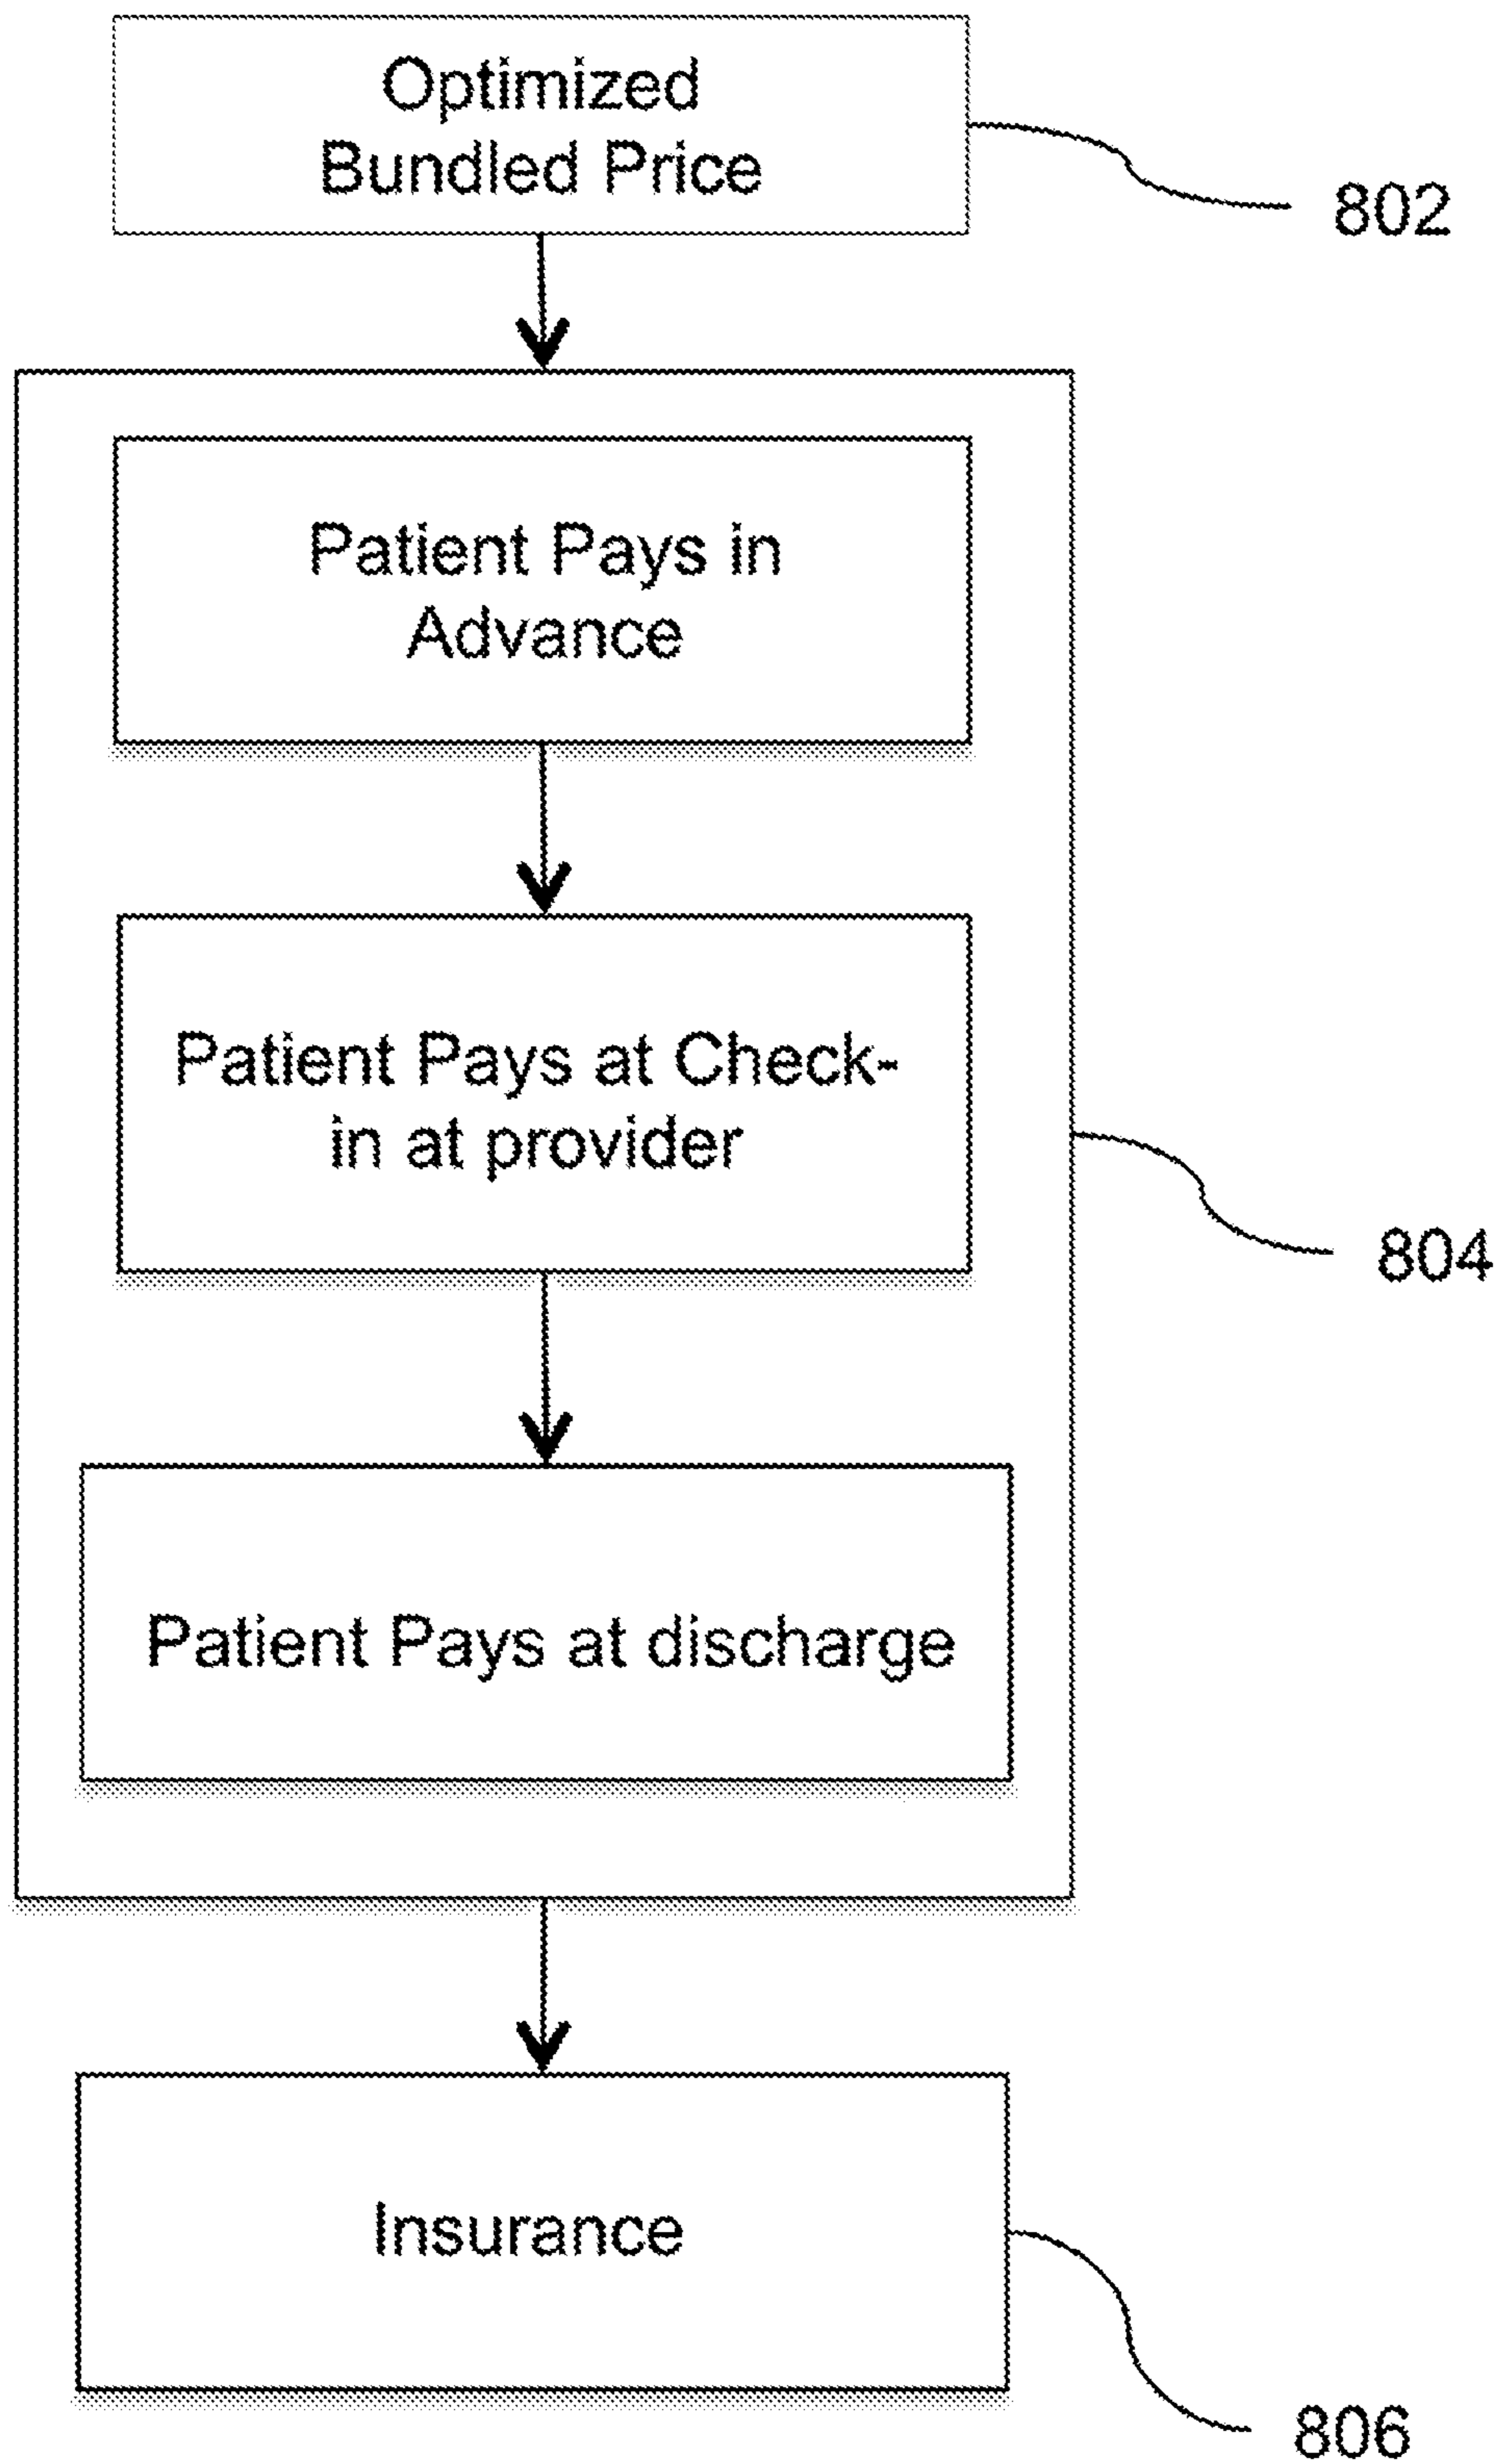 Optimized
Bundled Price
802
Patient Pays in
Advance
Patient Pays at Check-
in at provider
804
Patient Pays at discharge
Insurance
806